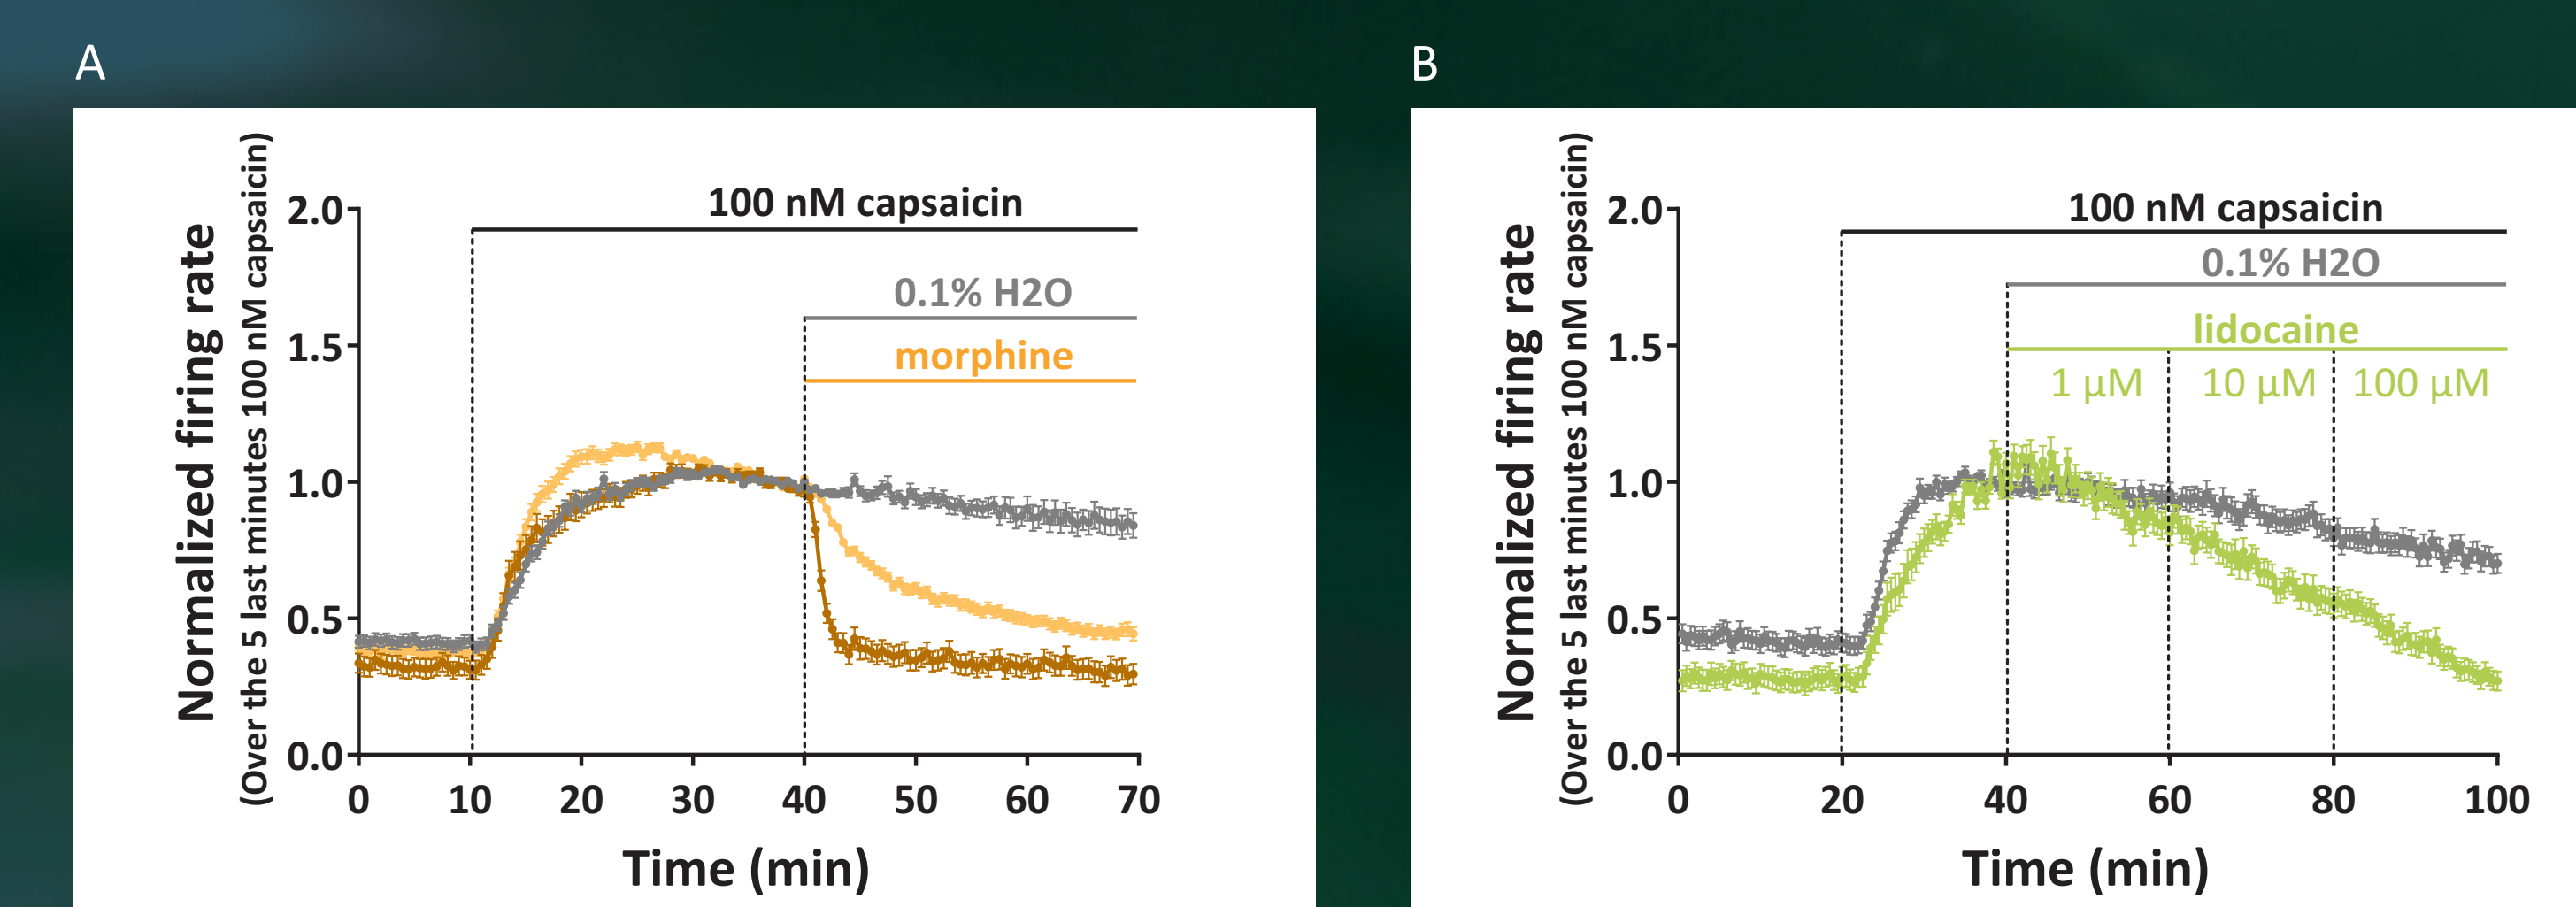 A
Normalized firing rate
(Over the 5 last minutes 100 nM capsaicin)
2.0
1.5
1.0
0.5
0.0
100 nM capsaicin
0.1% H2O
morphine
0 10 20 30 40 50 60 70
Time (min)
B
Normalized firing rate
(Over the 5 last minutes 100 nM capsaicin)
2.0
1.5
1.0
0.5
0.0
100 nM capsaicin
0.1% H2O
lidocaine
1 µM 10 µM 100 µM
0 20 40 60 80 100
Time (min)